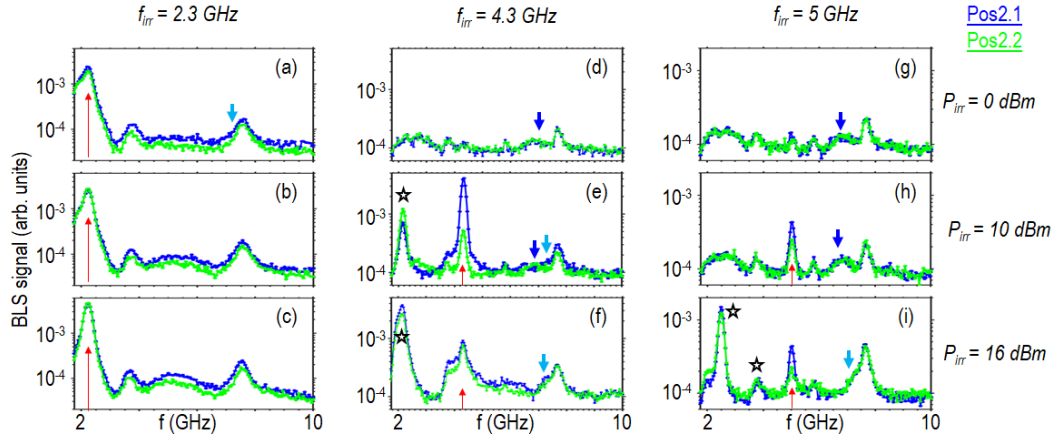 f_irr = 2.3 GHz
f_irr = 4.3 GHz
f_irr = 5 GHz
Pos2.1
Pos2.2
(a)
(d)
(g)
10^-3
10^-4
10^-3
10^-4
10^-3
10^-4
P_irr = 0 dBm
(b)
(e)
(h)
10^-3
10^-4
10^-3
10^-4
10^-3
10^-4
P_irr = 10 dBm
BLS signal (arb. units)
(c)
(f)
(i)
10^-3
10^-4
10^-3
10^-4
10^-3
10^-4
P_irr = 16 dBm
2 f (GHz) 10
2 f (GHz) 10
2 f (GHz) 10